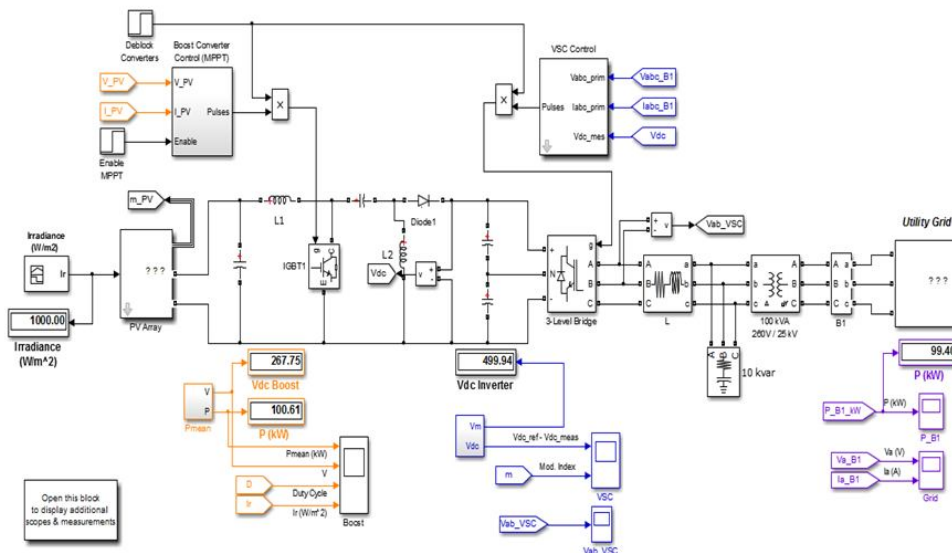 Deblock
Converters
Boost Converter
Control (MPPT)
V_PV
I_PV
V_PV
I_PV
Enable
Pulses
Enable
MPPT
X
X
VSC Control
Vabc_prim
Iabc_prim
Vdc_mes
Pulses
Vabc_B1
Iabc_B1
Vdc
m_PV
Irradiance
(W/m2)
Ir
1000.00
Irradiance
(W/m^2)
? ? ?
PV Array
L1
IGBT1
g
C
E
Diode1
L2
Vdc
+
-
v
+
N
-
g
A
B
C
3-Level Bridge
+
-
v
Vab_VSC
A
B
C
a
b
c
L
A
B
C
10 kvar
a
b
c
A
B
C
100 kVA
260V / 25 kV
A
B
C
a
b
c
B1
Utility Grid
? ? ?
267.75
Vdc Boost
100.61
P (kW)
V
P
Pmean
Pmean (kW)
V
D
Duty Cycle
Ir
Ir (W/m^2)
Boost
499.94
Vdc Inverter
Vm
Vdc
Vdc_ref - Vdc_meas
m
Mod. Index
VSC
Vab_VSC
Vab_VSC
P (kW)
P_B1_kW
P (kW)
P_B1
Va_B1
Va (V)
Ia_B1
Ia (A)
Grid
Open this block
to display additional
scopes & measurements